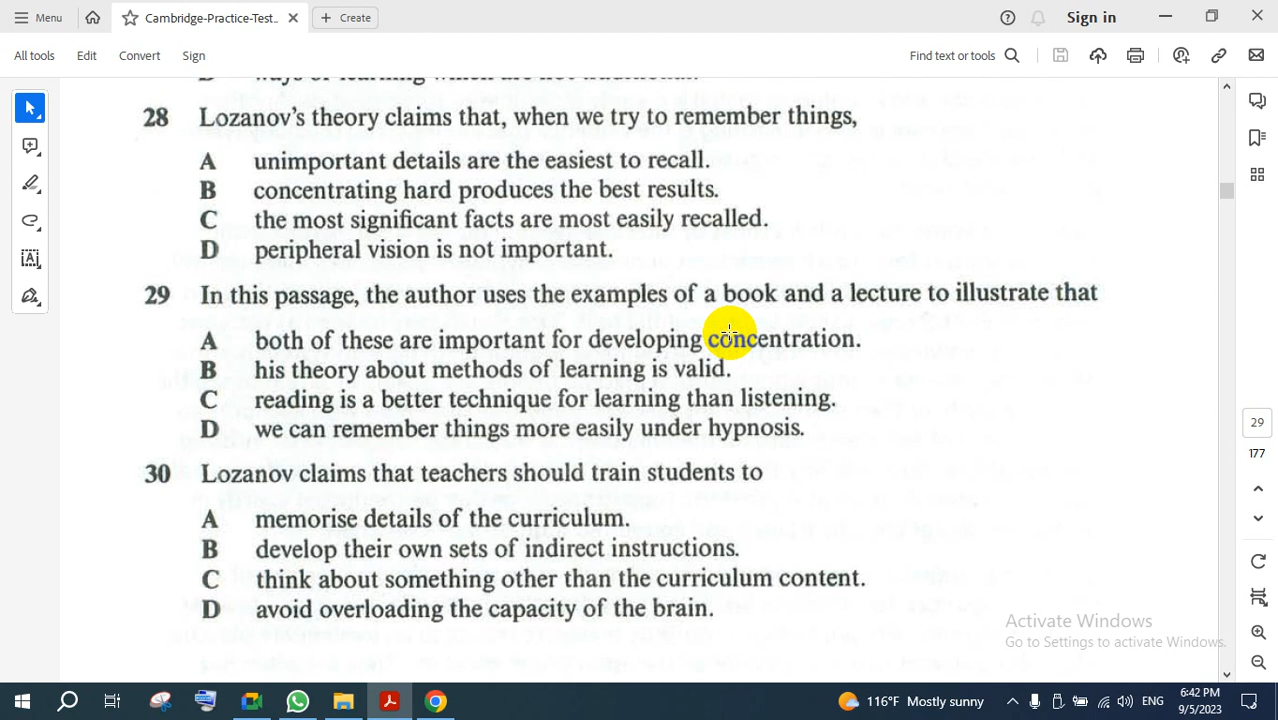 Menu
Cambridge-Practice-Test...
Create
Sign in
All tools
Edit
Convert
Sign
Find text or tools
D ways of learning which are not traditional.
28 Lozanov's theory claims that, when we try to remember things,
A unimportant details are the easiest to recall.
B concentrating hard produces the best results.
C the most significant facts are most easily recalled.
D peripheral vision is not important.
29 In this passage, the author uses the examples of a book and a lecture to illustrate that
A both of these are important for developing concentration.
B his theory about methods of learning is valid.
C reading is a better technique for learning than listening.
D we can remember things more easily under hypnosis.
30 Lozanov claims that teachers should train students to
A memorise details of the curriculum.
B develop their own sets of indirect instructions.
C think about something other than the curriculum content.
D avoid overloading the capacity of the brain.
29
177
Activate Windows
Go to Settings to activate Windows.
116°F Mostly sunny
ENG
6:42 PM
9/5/2023